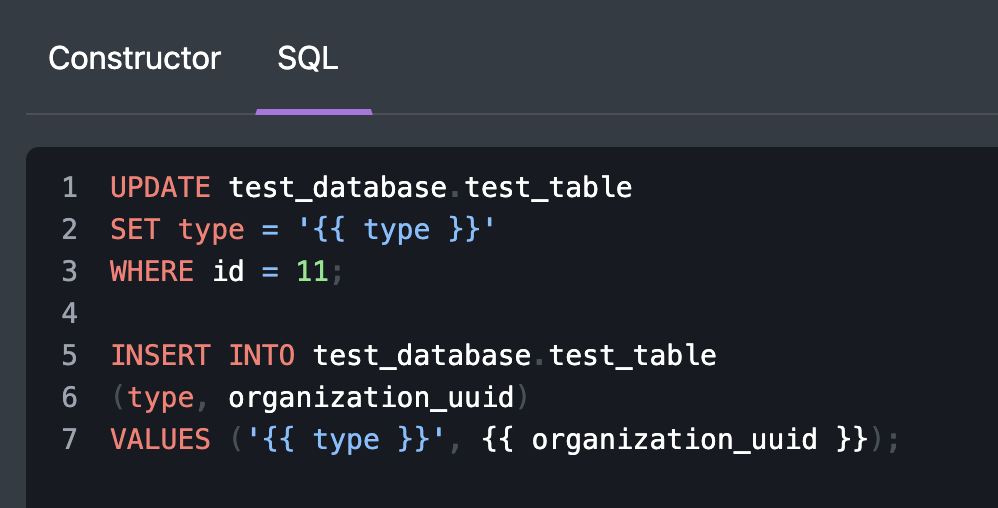 Constructor SQL
1 UPDATE test_database.test_table
2 SET type = '{{ type }}'
3 WHERE id = 11;
4
5 INSERT INTO test_database.test_table
6 (type, organization_uuid)
7 VALUES ('{{ type }}', {{ organization_uuid }});